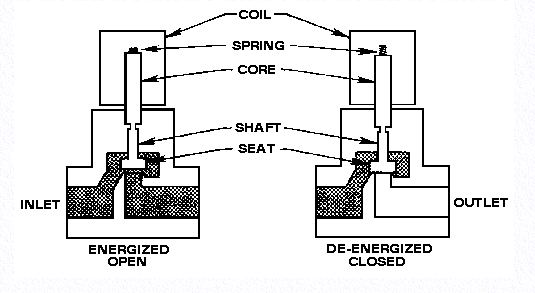 COIL
SPRING
CORE
SHAFT
SEAT
INLET
OUTLET
ENERGIZED
OPEN
DE-ENERGIZED
CLOSED